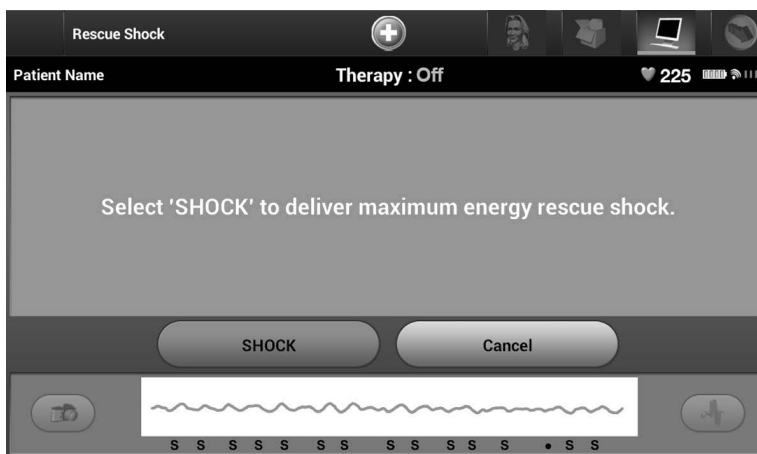 Rescue Shock
Patient Name Therapy : Off 225
Select 'SHOCK' to deliver maximum energy rescue shock.
SHOCK Cancel
S S S S S S S S S S S S • S S